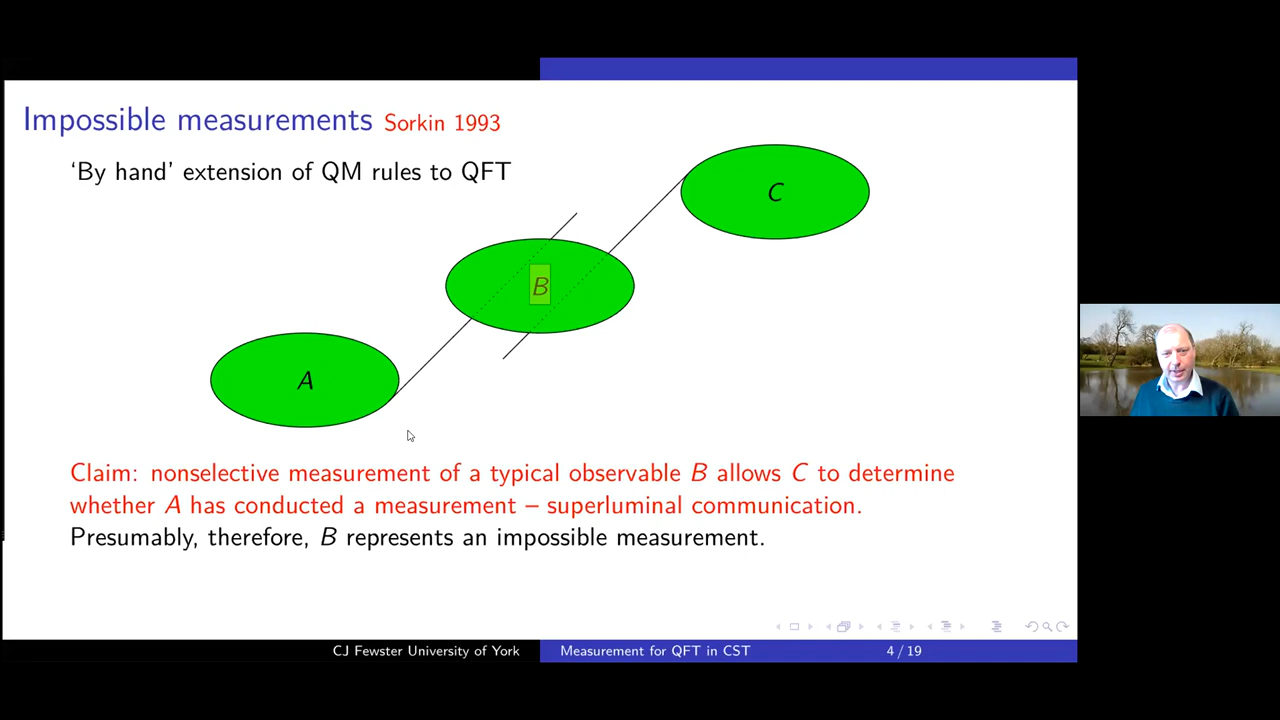 Impossible measurements Sorkin 1993
‘By hand’ extension of QM rules to QFT
C
B
A
Claim: nonselective measurement of a typical observable B allows C to determine
whether A has conducted a measurement – superluminal communication.
Presumably, therefore, B represents an impossible measurement.
CJ Fewster University of York
Measurement for QFT in CST
4 / 19